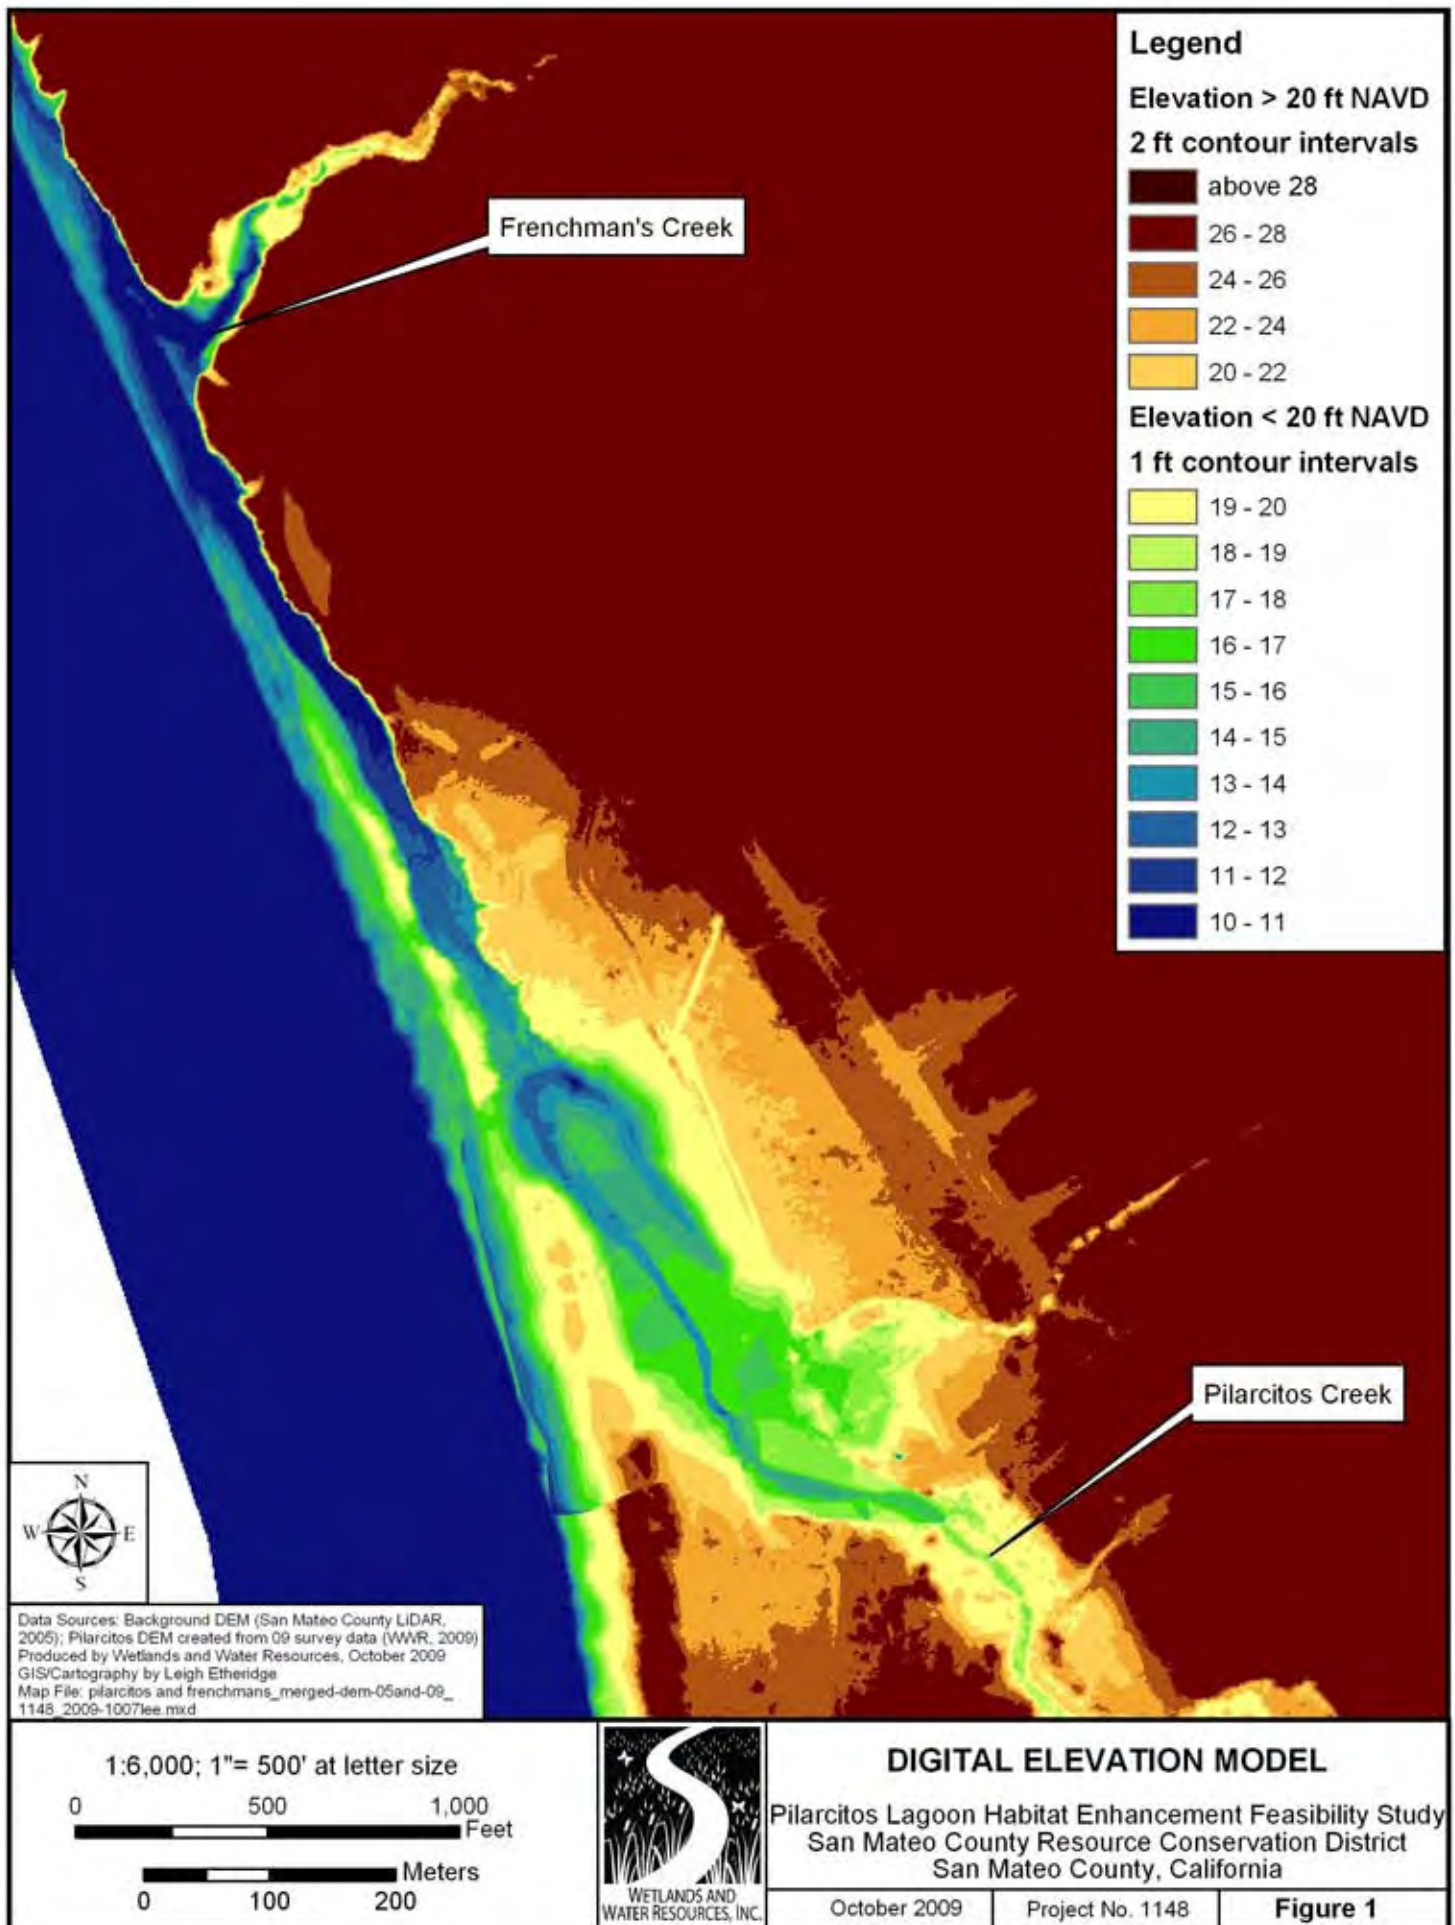 Legend
Elevation > 20 ft NAVD
2 ft contour intervals
above 28
26 - 28
24 - 26
22 - 24
20 - 22
Elevation < 20 ft NAVD
1 ft contour intervals
19 - 20
18 - 19
17 - 18
16 - 17
15 - 16
14 - 15
13 - 14
12 - 13
11 - 12
10 - 11
Frenchman's Creek
Pilarcitos Creek
N
W E
S
Data Sources: Background DEM (San Mateo County LiDAR,
2005); Pilarcitos DEM created from 09 survey data (WWR, 2009)
Produced by Wetlands and Water Resources, October 2009
GIS/Cartography by Leigh Etheridge
Map File: pilarcitos and frenchmans_merged-dem-05and-09_
1148_2009-1007lee.mxd
1:6,000; 1"= 500' at letter size
0 500 1,000
Feet
Meters
0 100 200
WETLANDS AND
WATER RESOURCES, INC.
DIGITAL ELEVATION MODEL
Pilarcitos Lagoon Habitat Enhancement Feasibility Study
San Mateo County Resource Conservation District
San Mateo County, California
October 2009
Project No. 1148
Figure 1